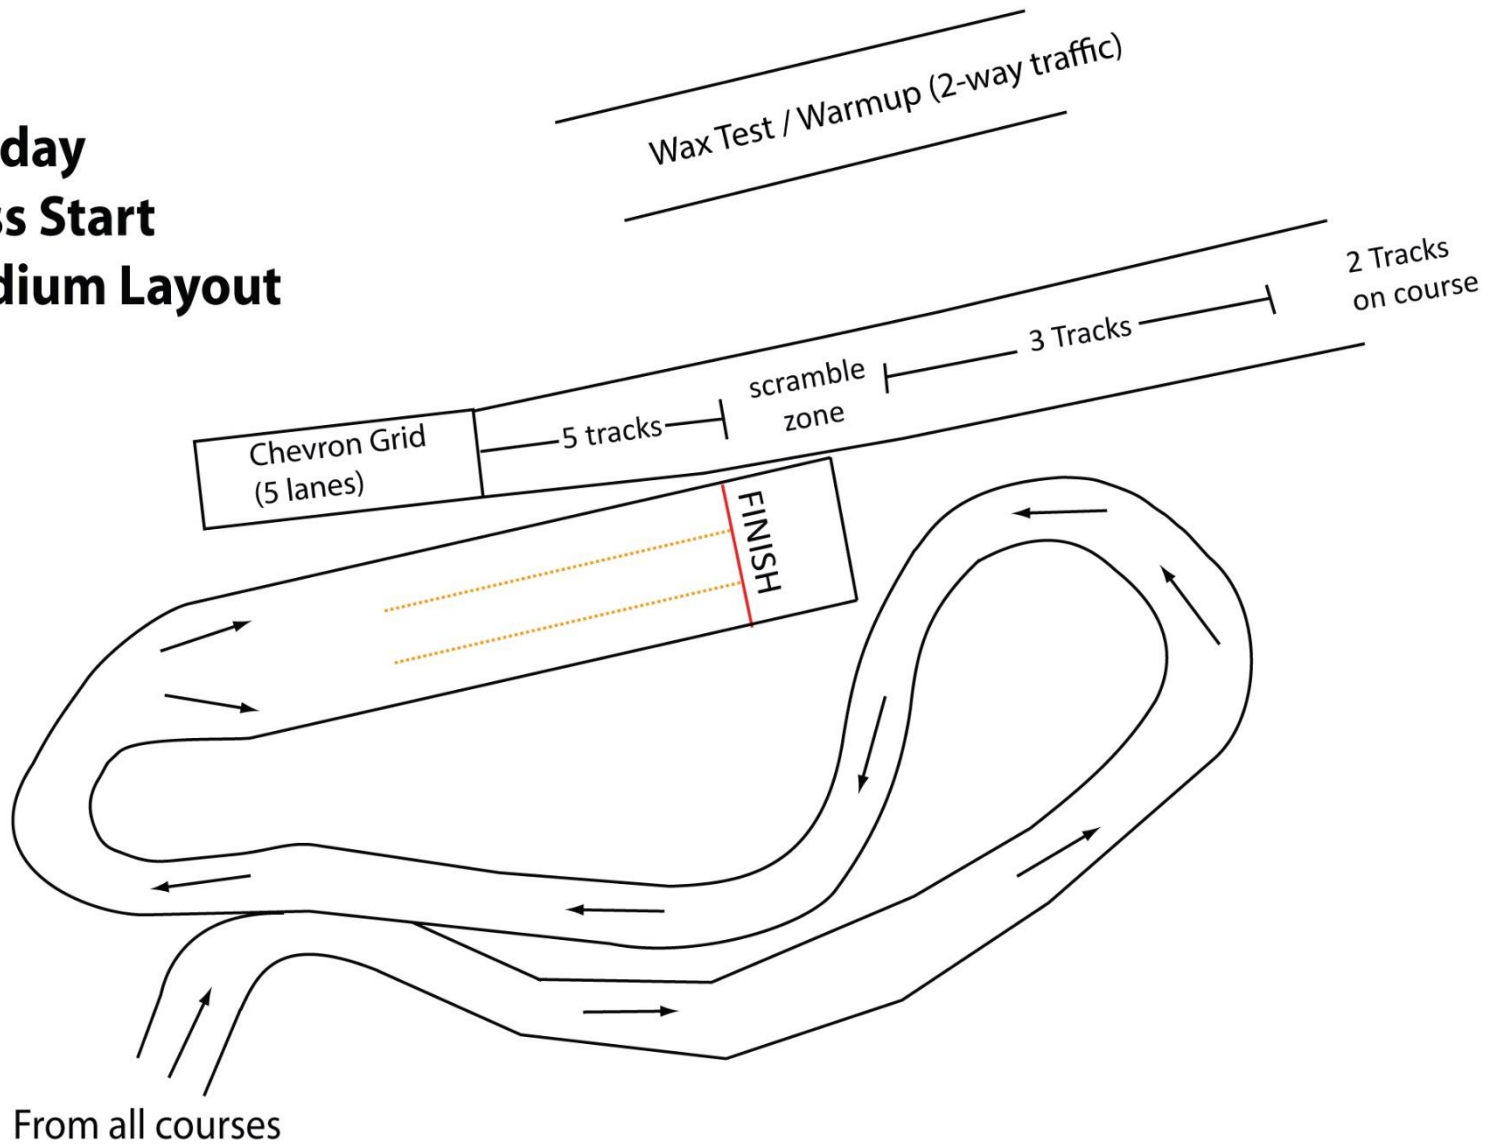 day
ss Start
dium Layout
Wax Test / Warmup (2-way traffic)
2 Tracks
on course
3 Tracks
scramble
zone
5 tracks
Chevron Grid
(5 lanes)
FINISH
From all courses